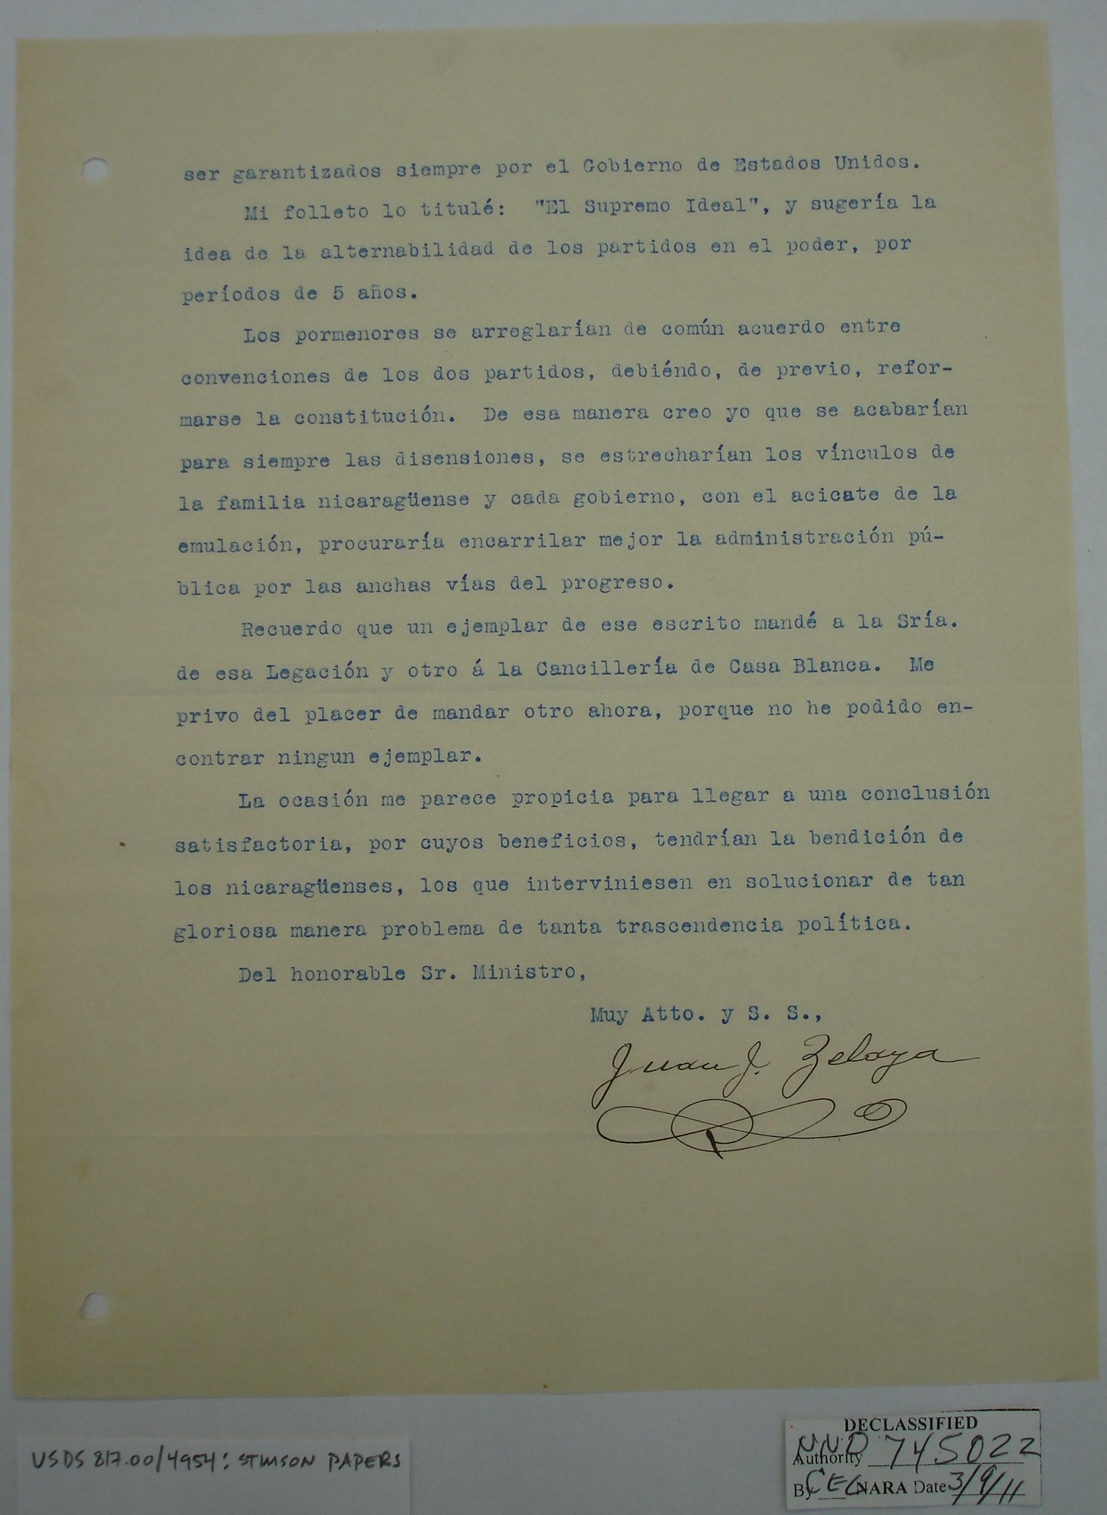 ser garantizados siempre por el Gobierno de Estados Unidos.
Mi folleto lo titulé: "El Supremo Ideal", y sugería la
idea de la alternabilidad de los partidos en el poder, por
períodos de 5 años.
Los pormenores se arreglarían de común acuerdo entre
convenciones de los dos partidos, debiéndo, de previo, refor-
marse la constitución. De esa manera creo yo que se acabarían
para siempre las disensiones, se estrecharían los vínculos de
la familia nicaragüense y cada gobierno, con el acicate de la
emulación, procuraría encarrilar mejor la administración pú-
blica por las anchas vías del progreso.
Recuerdo que un ejemplar de ese escrito mandé a la Sría.
de esa Legación y otro á la Cancillería de Casa Blanca. Me
privo del placer de mandar otro ahora, porque no he podido en-
contrar ningun ejemplar.
La ocasión me parece propicia para llegar a una conclusión
satisfactoria, por cuyos beneficios, tendrían la bendición de
los nicaragüenses, los que interviniesen en solucionar de tan
gloriosa manera problema de tanta trascendencia política.
Del honorable Sr. Ministro,
Muy Atto. y S. S.,
Juan J. Zelaya
USDS 817.00/4954: STIMSON PAPERS
DECLASSIFIED
Authority NND 745022
By CEG NARA Date 3/9/11